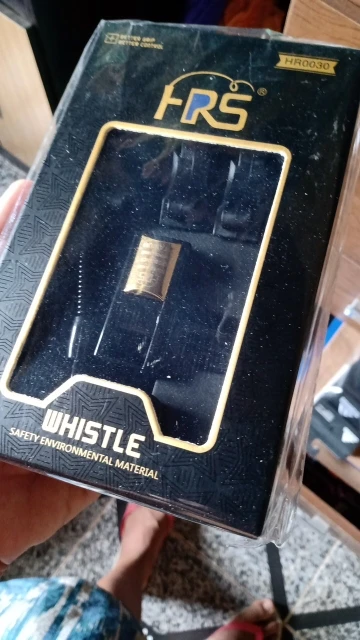 BETTER GRIP
BETTER CONTROL
HR0030
HRS®
WHISTLE
SAFETY ENVIRONMENTAL MATERIAL